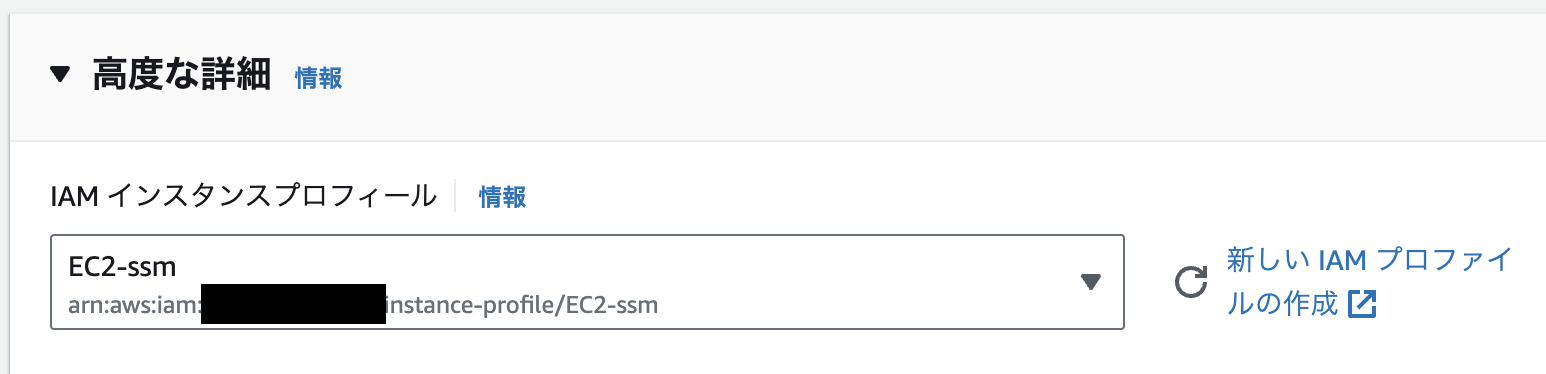 ▼ 高度な詳細 情報
IAM インスタンスプロフィール 情報
EC2-ssm
arn:aws:iam: instance-profile/EC2-ssm
新しい IAM プロファイ
ルの作成